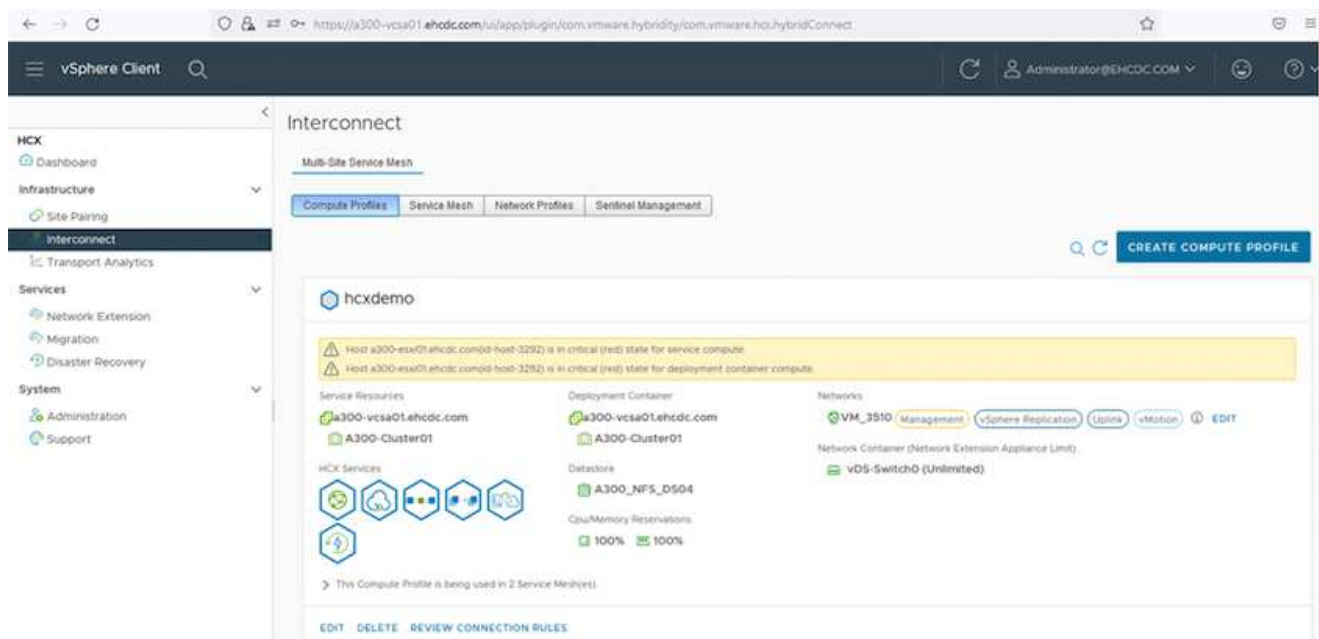 https://a300-vcsa01.ehcdc.com/ui/app/plugin/com.vmware.hybridity/com.vmware.hcx.hybridConnect
vSphere Client
Administrator@EHCDC.COM
Interconnect
HCX
Dashboard
Infrastructure
Site Pairing
Interconnect
Transport Analytics
Services
Network Extension
Migration
Disaster Recovery
System
Administration
Support
Multi-Site Service Mesh
Compute Profiles Service Mesh Network Profiles Sentinel Management
CREATE COMPUTE PROFILE
hcxdemo
Host a300-esxi01.ehcdc.com(id-host-3292) is in critical (red) state for service compute.
Host a300-esxi01.ehcdc.com(id-host-3292) is in critical (red) state for deployment container compute.
Service Resources
a300-vcsa01.ehcdc.com
A300-Cluster01
HCX Services
Deployment Container
a300-vcsa01.ehcdc.com
A300-Cluster01
Datastore
A300_NFS_DS04
Cpu/Memory Reservations
100% 100%
Networks
VM_3510 Management vSphere Replication Uplink vMotion EDIT
Network Container (Network Extension Appliance Limit)
vDS-Switch0 (Unlimited)
This Compute Profile is being used in 2 Service Mesh(es)
EDIT DELETE REVIEW CONNECTION RULES